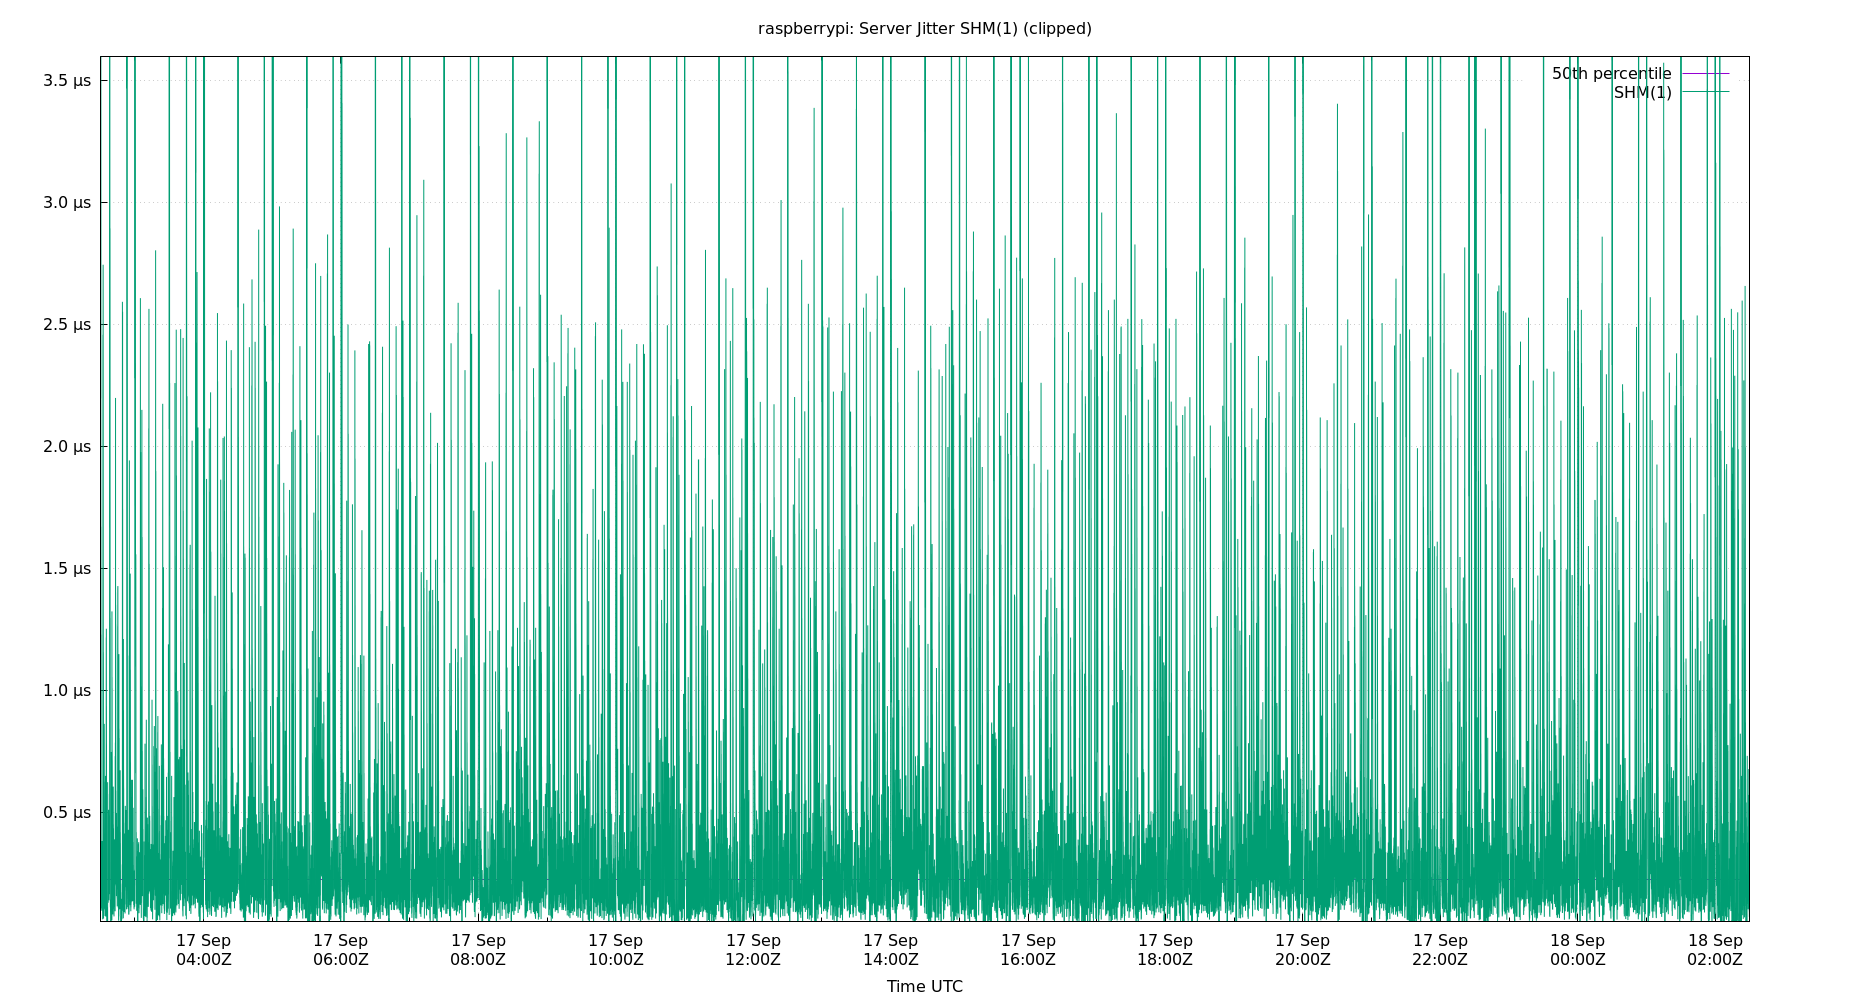 raspberrypi: Server Jitter SHM(1) (clipped)
3.5 µs
3.0 µs
2.5 µs
2.0 µs
1.5 µs
1.0 µs
0.5 µs
50th percentile
SHM(1)
17 Sep 17 Sep 17 Sep 17 Sep 17 Sep 17 Sep 17 Sep 17 Sep 17 Sep 17 Sep 18 Sep 18 Sep
04:00Z 06:00Z 08:00Z 10:00Z 12:00Z 14:00Z 16:00Z 18:00Z 20:00Z 22:00Z 00:00Z 02:00Z
Time UTC